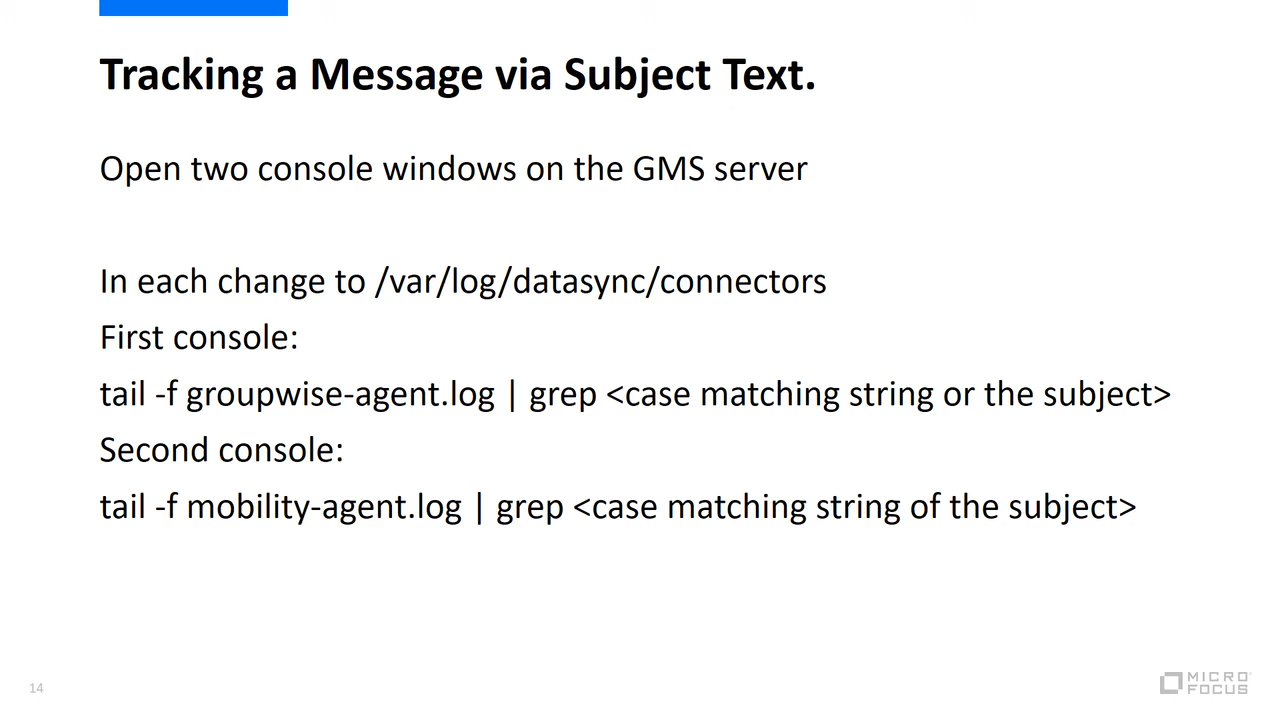 Tracking a Message via Subject Text.
Open two console windows on the GMS server
In each change to /var/log/datasync/connectors
First console:
tail -f groupwise-agent.log | grep <case matching string or the subject>
Second console:
tail -f mobility-agent.log | grep <case matching string of the subject>
14
MICRO
FOCUS